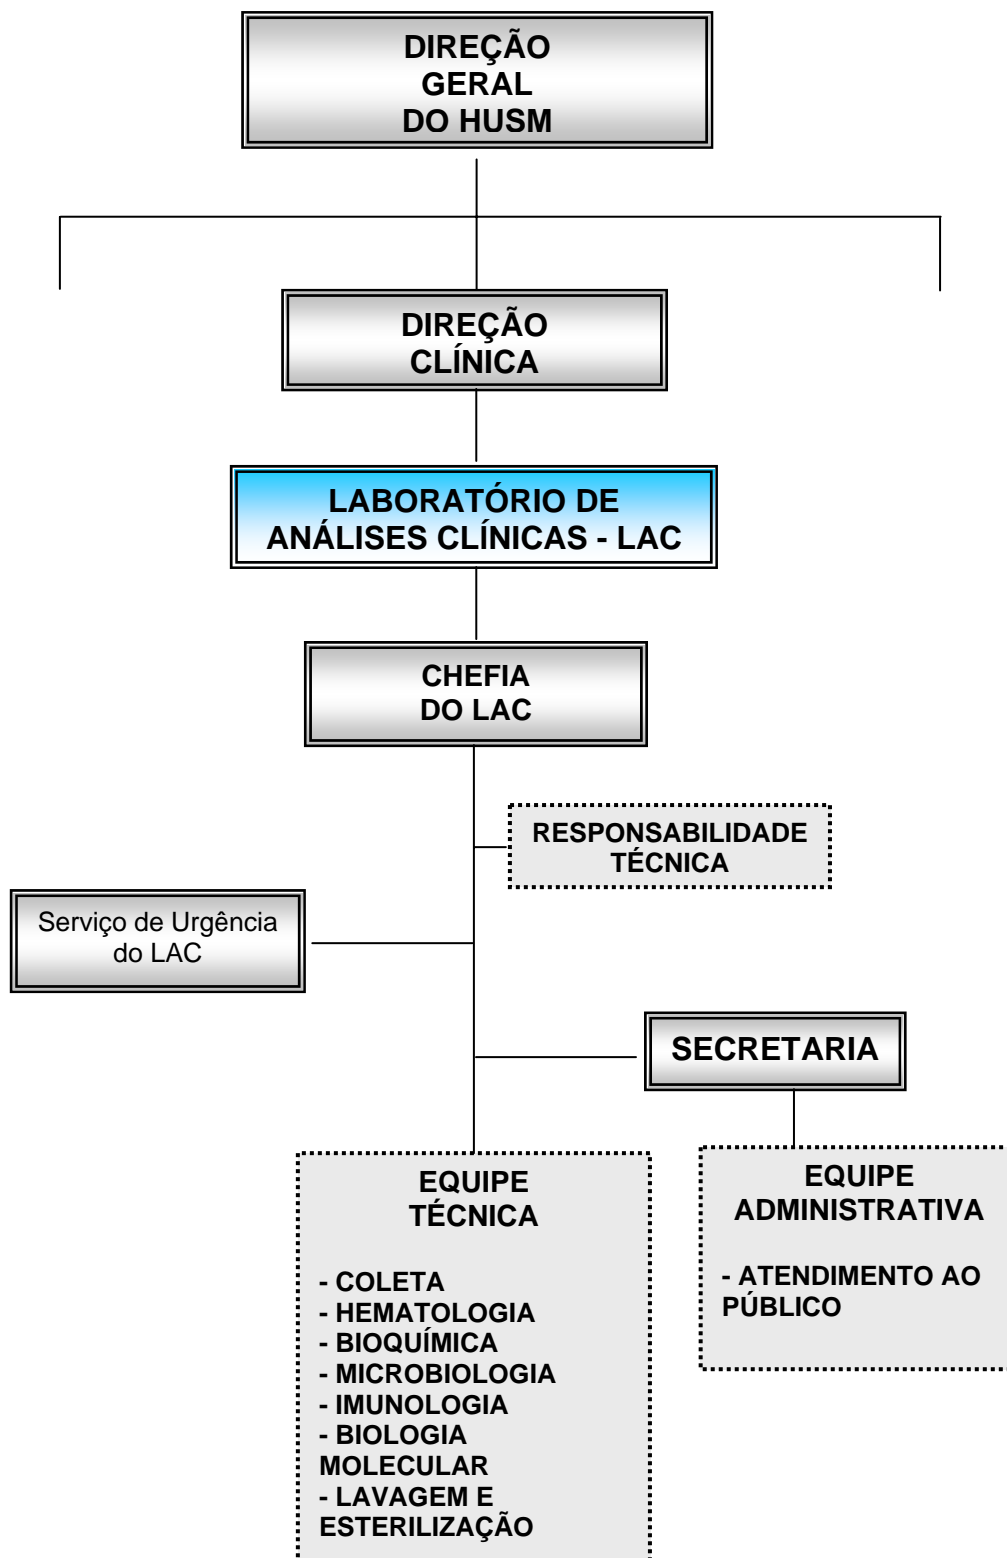 DIREÇÃO
GERAL
DO HUSM
DIREÇÃO
CLÍNICA
LABORATÓRIO DE
ANÁLISES CLÍNICAS - LAC
CHEFIA
DO LAC
RESPONSABILIDADE
TÉCNICA
Serviço de Urgência
do LAC
SECRETARIA
EQUIPE
TÉCNICA
- COLETA
- HEMATOLOGIA
- BIOQUÍMICA
- MICROBIOLOGIA
- IMUNOLOGIA
- BIOLOGIA
MOLECULAR
- LAVAGEM E
ESTERILIZAÇÃO
EQUIPE
ADMINISTRATIVA
- ATENDIMENTO AO
PÚBLICO